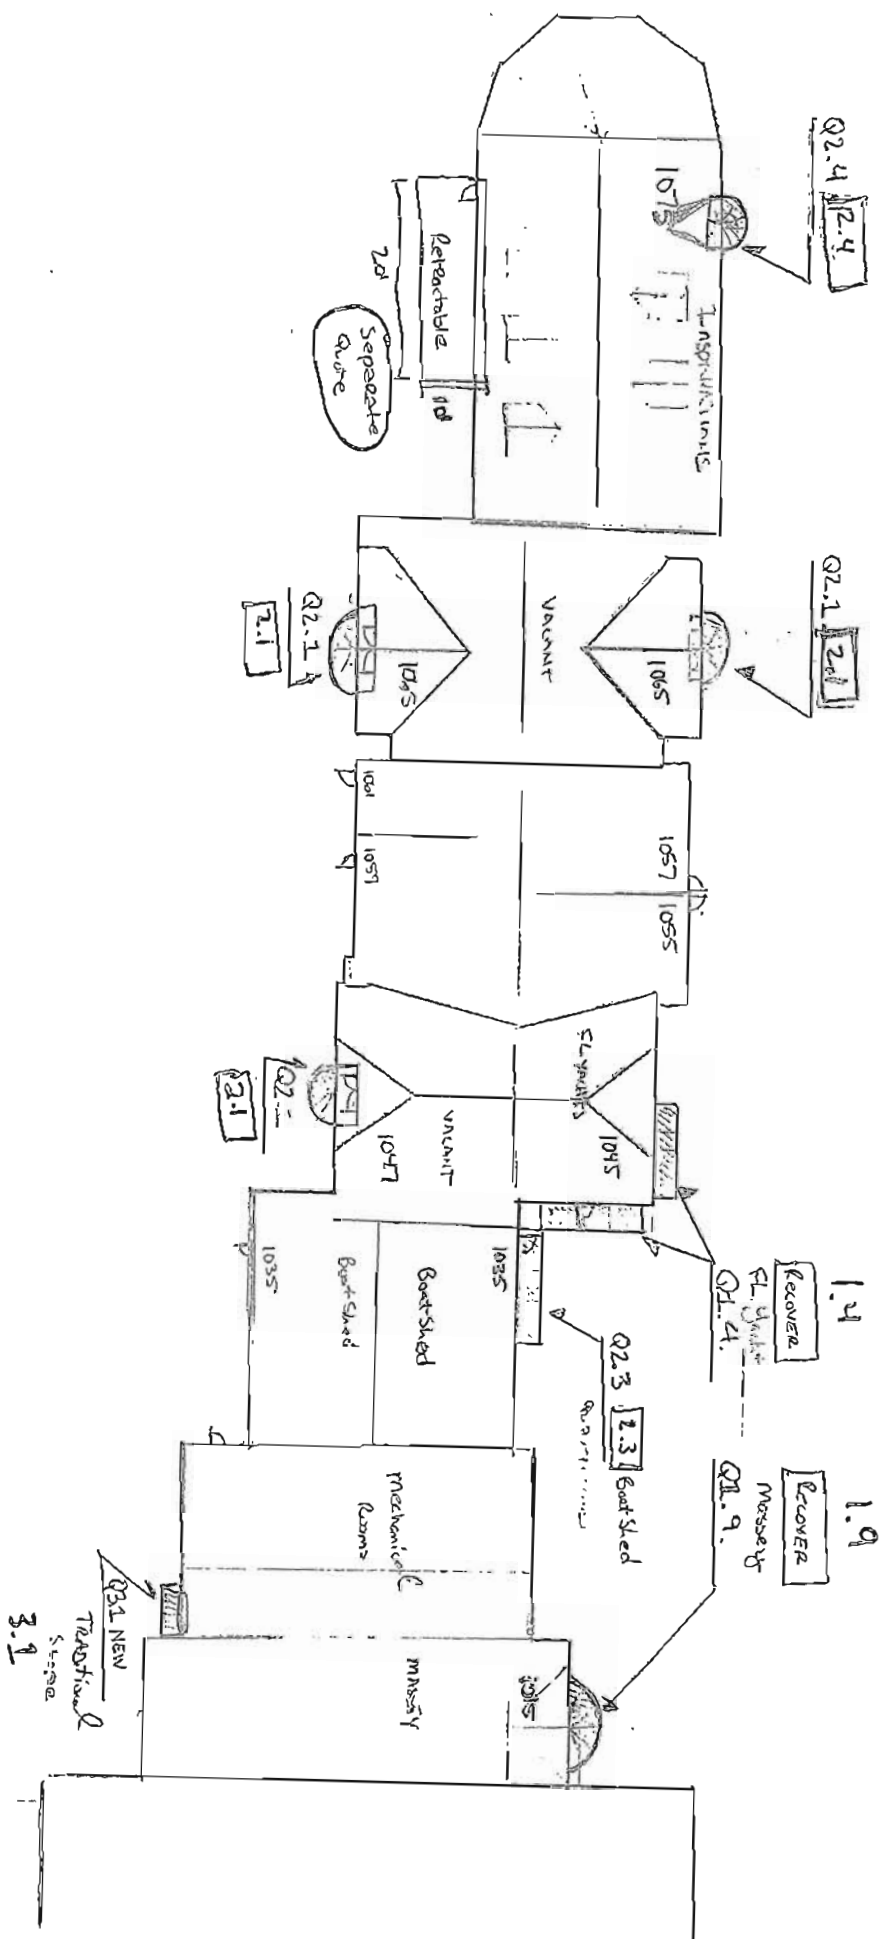 Q2.4 2.4
1075
Retractable
20'
10'
Separate
Quote
Q2.1 2.1
VACANT
1065
1065
Q2.1
2.1
1061
1057
1057
1055
FL YACHTS
1045
VACANT
1047
2.1
1035
1035
Boat Shed
Boat Shed
1.4
RECOVER
FL. Yacht
Q1.4.
Q2.3 2.3 Boat Shed
1.9
RECOVER
Massey
Q1.9.
Mechanical
Rooms
Q3.1 NEW
TRADitional
3.1
MASSEY
1015